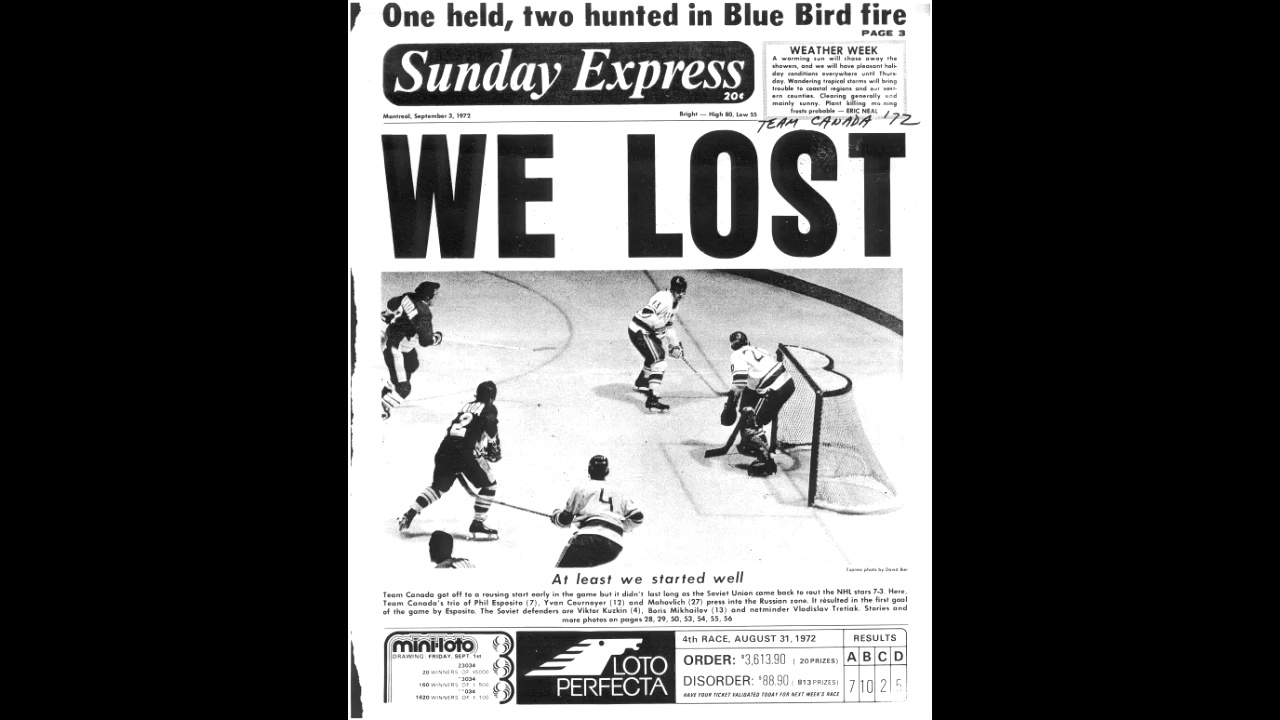 One held, two hunted in Blue Bird fire
PAGE 3
Sunday Express
20¢
WEATHER WEEK
A warming sun will chase away the
showers, and we will have pleasant holi-
day conditions everywhere until Thurs-
day. Wandering tropical storms will bring
trouble to coastal regions and our east-
ern counties. Clearing generally and
mainly sunny. Plant killing morning
frosts probable — ERIC NEAL
Montreal, September 3, 1972
Bright — High 80, Low 55
TEAM CANADA '72
WE LOST
2
4
Express photo by David
At least we started well
Team Canada got off to a rousing start early in the game but it didn't last long as the Soviet Union came back to rout the NHL stars 7-3. Here,
Team Canada's trio of Phil Esposito (7), Yvan Cournoyer (12) and Mahovlich (27) press into the Russian zone. It resulted in the first goal
of the game by Esposito. The Soviet defenders are Viktor Kuzkin (4), Boris Mikhailov (13) and netminder Vladislav Tretiak. Stories and
more photos on pages 28, 29, 50, 53, 54, 55, 56
mini-loto
DRAWING, FRIDAY, SEPT. 1st
23034
20 WINNERS OF
3034
160 WINNERS OF
034
1620 WINNERS OF $ 100
LOTO
PERFECTA
4th RACE, AUGUST 31, 1972
ORDER: $3,613.90 ( 20 PRIZES)
DISORDER: $88.90 ( 813 PRIZES)
HAVE YOUR TICKET VALIDATED TODAY FOR NEXT WEEK'S RACE
RESULTS
A B C D
7 10 2 5